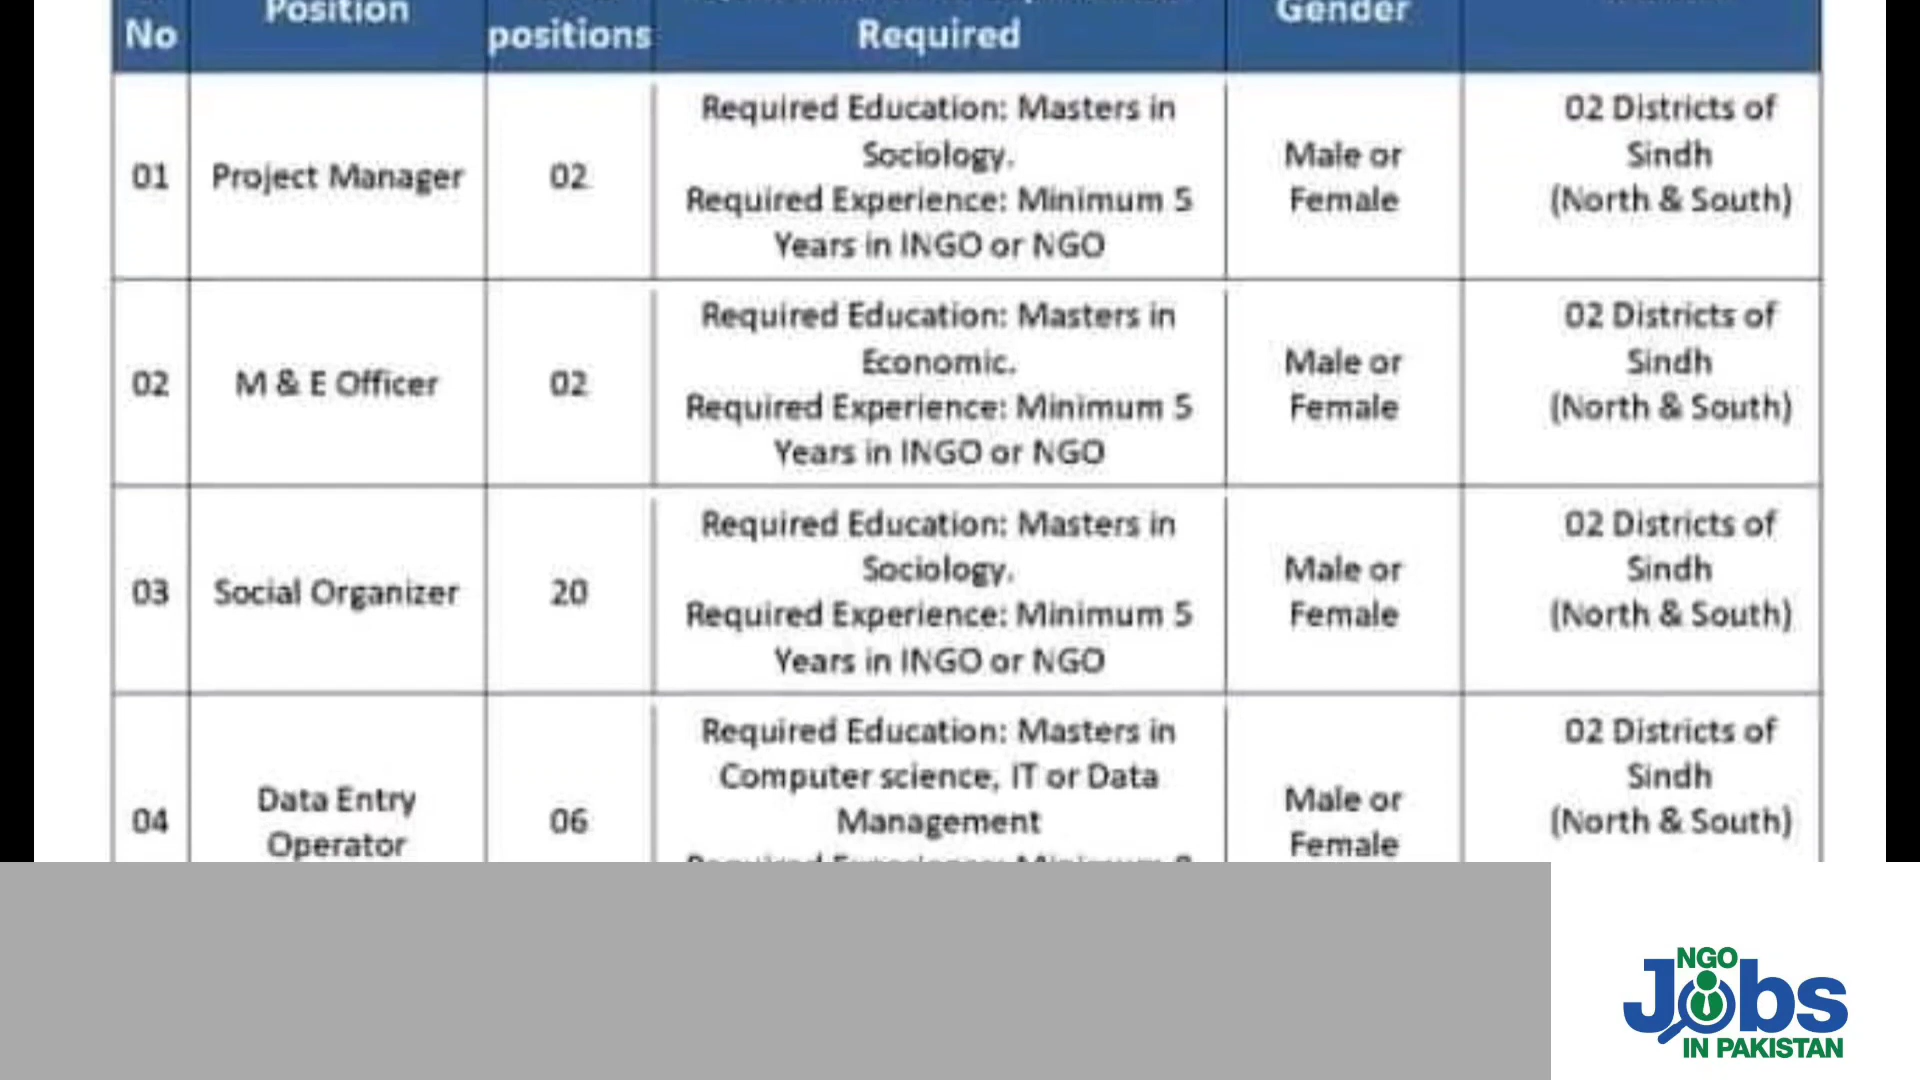 No
Position
positions
Required
Gender
01
Project Manager
02
Required Education: Masters in
Sociology.
Required Experience: Minimum 5
Years in INGO or NGO
Male or
Female
02 Districts of
Sindh
(North & South)
02
M & E Officer
02
Required Education: Masters in
Economic.
Required Experience: Minimum 5
Years in INGO or NGO
Male or
Female
02 Districts of
Sindh
(North & South)
03
Social Organizer
20
Required Education: Masters in
Sociology.
Required Experience: Minimum 5
Years in INGO or NGO
Male or
Female
02 Districts of
Sindh
(North & South)
04
Data Entry
Operator
06
Required Education: Masters in
Computer science, IT or Data
Management
Male or
Female
02 Districts of
Sindh
(North & South)
NGO
Jobs
IN PAKISTAN